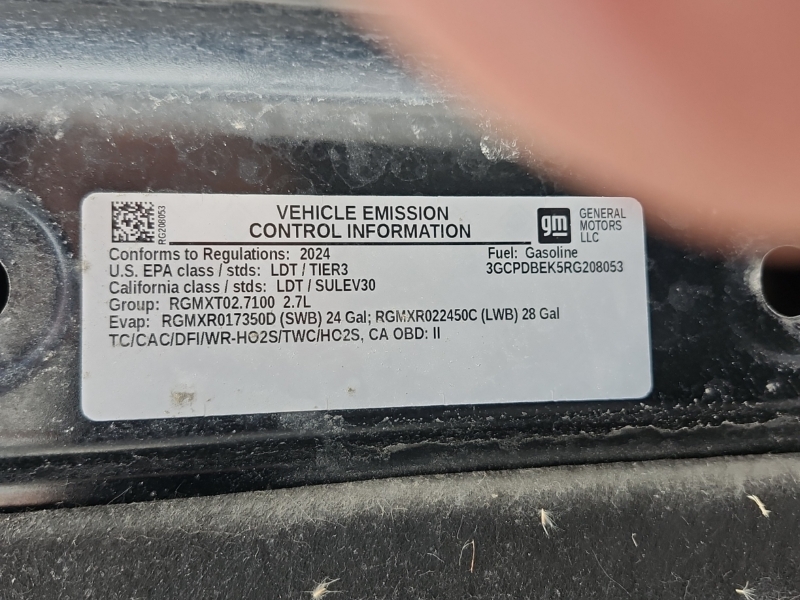 RG208053
VEHICLE EMISSION
CONTROL INFORMATION
gm
GENERAL
MOTORS
LLC
Conforms to Regulations: 2024
Fuel: Gasoline
U.S. EPA class / stds: LDT / TIER3
3GCPDBEK5RG208053
California class / stds: LDT / SULEV30
Group: RGMXT02.7100 2.7L
Evap: RGMXR017350D (SWB) 24 Gal; RGMXR022450C (LWB) 28 Gal
TC/CAC/DFI/WR-HO2S/TWC/HO2S, CA OBD: II